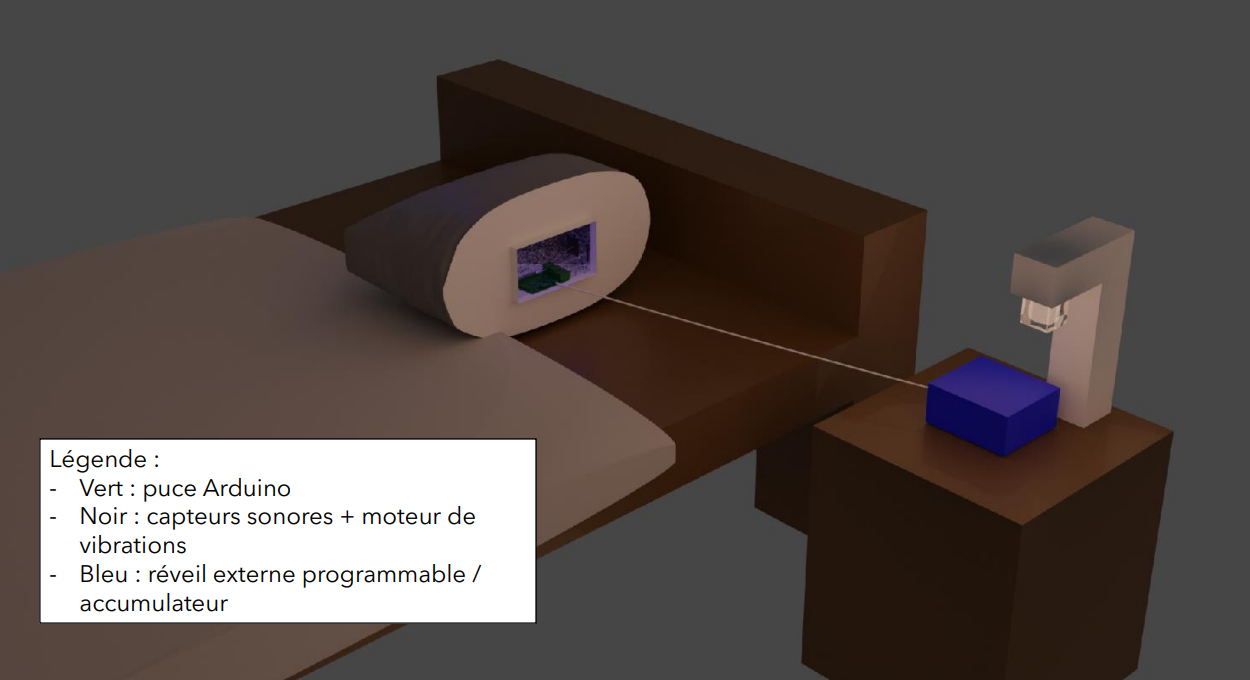 Légende :
- Vert : puce Arduino
- Noir : capteurs sonores + moteur de
vibrations
- Bleu : réveil externe programmable /
accumulateur